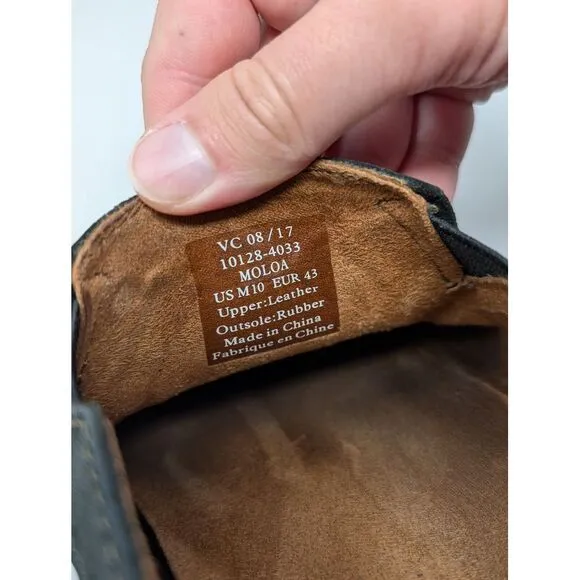 VC 08/17
10128-4033
MOLOA
US M10 EUR 43
Upper:Leather
Outsole:Rubber
Made in China
Fabriqué en Chine